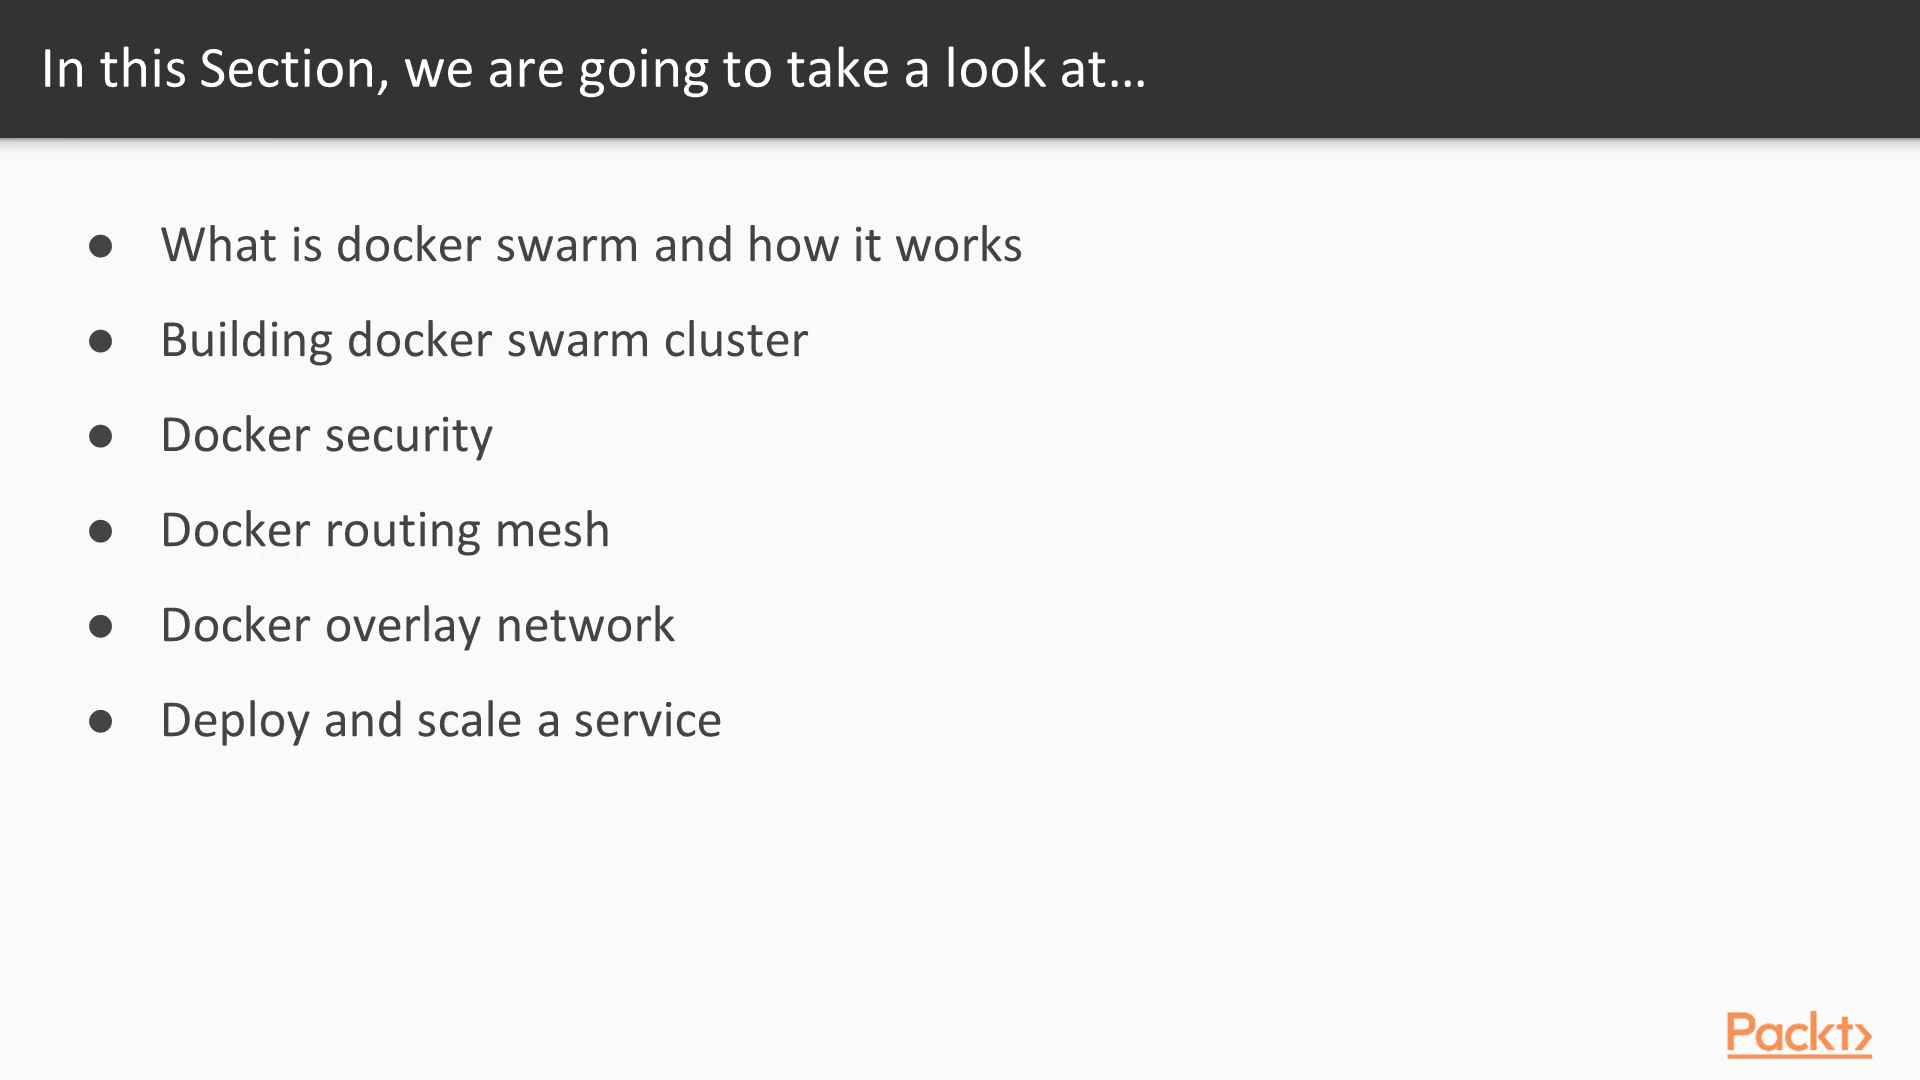 In this Section, we are going to take a look at...
● What is docker swarm and how it works
● Building docker swarm cluster
● Docker security
● Docker routing mesh
● Docker overlay network
● Deploy and scale a service
Packt>